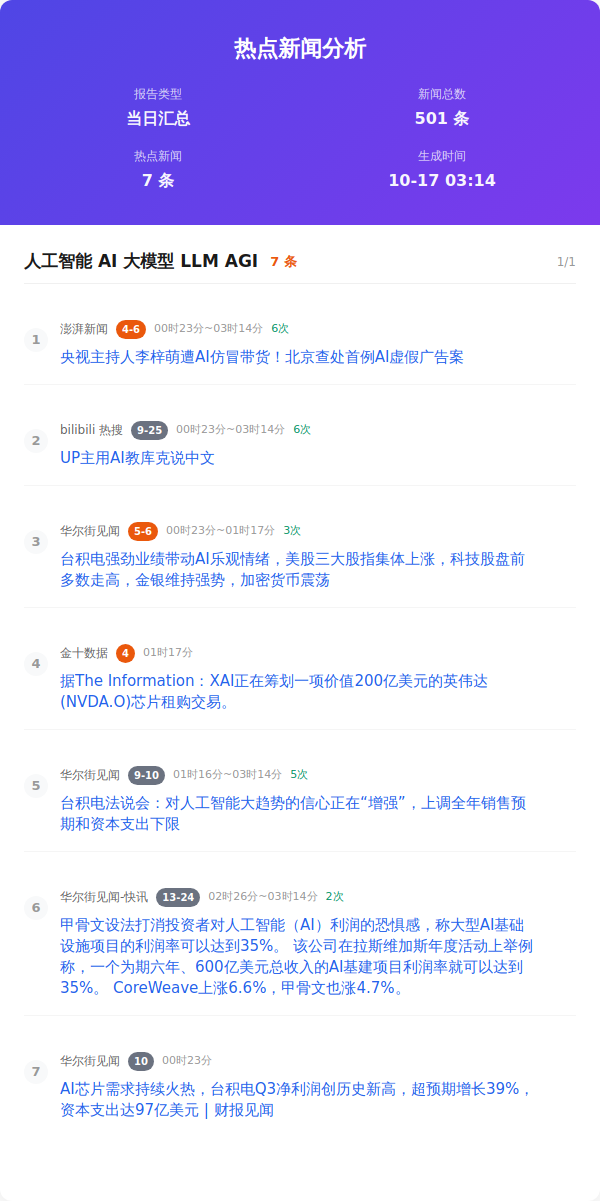 热点新闻分析
报告类型
新闻总数
当日汇总
501 条
热点新闻
生成时间
7 条
10-17 03:14
人工智能 AI 大模型 LLM AGI 7 条 1/1
1
澎湃新闻 4-6 00时23分~03时14分 6次
央视主持人李梓萌遭AI仿冒带货！北京查处首例AI虚假广告案
2
bilibili 热搜 9-25 00时23分~03时14分 6次
UP主用AI教库克说中文
3
华尔街见闻 5-6 00时23分~01时17分 3次
台积电强劲业绩带动AI乐观情绪，美股三大股指集体上涨，科技股盘前
多数走高，金银维持强势，加密货币震荡
4
金十数据 4 01时17分
据The Information：XAI正在筹划一项价值200亿美元的英伟达
(NVDA.O)芯片租购交易。
5
华尔街见闻 9-10 01时16分~03时14分 5次
台积电法说会：对人工智能大趋势的信心正在“增强”，上调全年销售预
期和资本支出下限
6
华尔街见闻-快讯 13-24 02时26分~03时14分 2次
甲骨文设法打消投资者对人工智能（AI）利润的恐惧感，称大型AI基础
设施项目的利润率可以达到35%。 该公司在拉斯维加斯年度活动上举例
称，一个为期六年、600亿美元总收入的AI基建项目利润率就可以达到
35%。 CoreWeave上涨6.6%，甲骨文也涨4.7%。
7
华尔街见闻 10 00时23分
AI芯片需求持续火热，台积电Q3净利润创历史新高，超预期增长39%，
资本支出达97亿美元 | 财报见闻